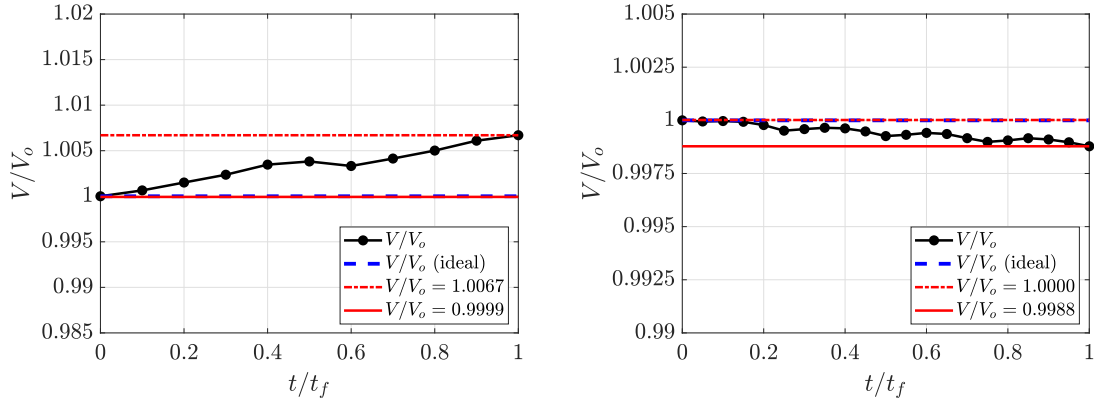 1.02
1.015
1.01
1.005
1
0.995
0.99
0.985
V/V_o
0
0.2
0.4
0.6
0.8
1
t/t_f
V/V_o
V/V_o (ideal)
V/V_o = 1.0067
V/V_o = 0.9999
1.005
1.0025
1
0.9975
0.995
0.9925
0.99
V/V_o
0
0.2
0.4
0.6
0.8
1
t/t_f
V/V_o
V/V_o (ideal)
V/V_o = 1.0000
V/V_o = 0.9988